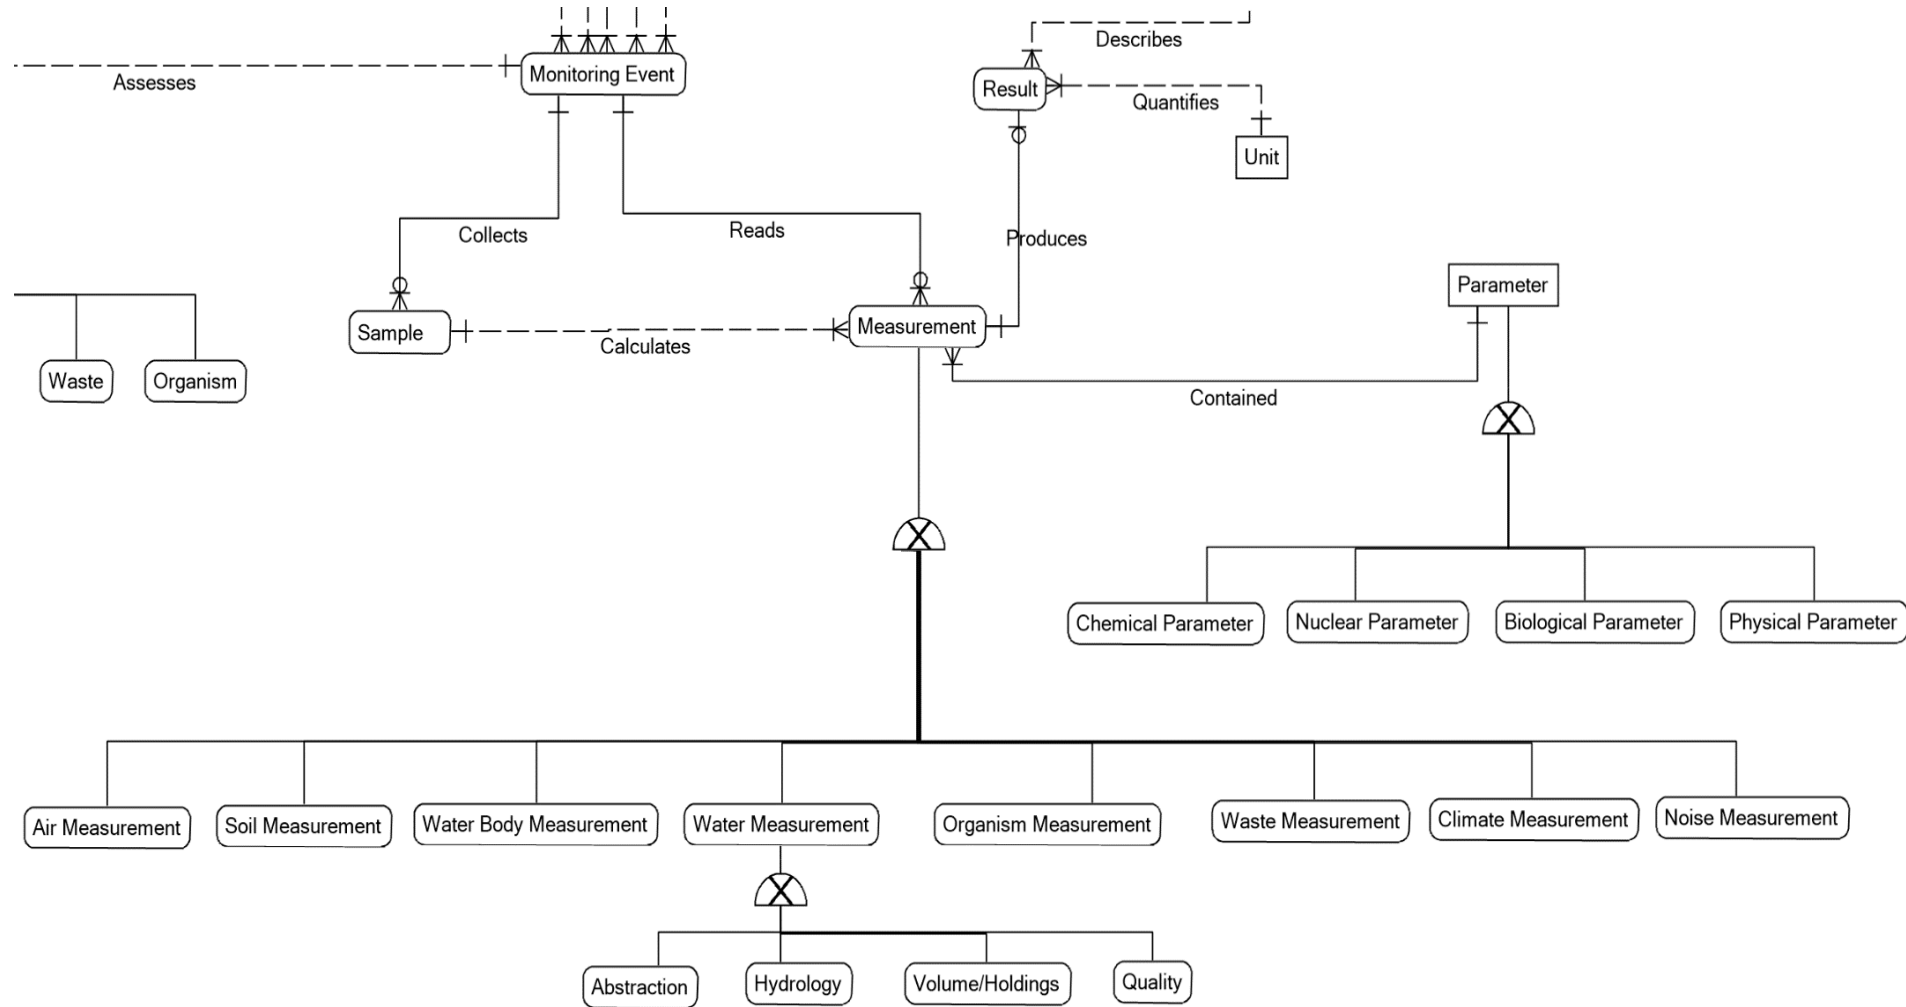 Describes
Monitoring Event
Assesses
Result
Quantifies
Unit
Collects
Reads
Produces
Parameter
Sample
Measurement
Calculates
Waste
Organism
Contained
Chemical Parameter
Nuclear Parameter
Biological Parameter
Physical Parameter
Air Measurement
Soil Measurement
Water Body Measurement
Water Measurement
Organism Measurement
Waste Measurement
Climate Measurement
Noise Measurement
Abstraction
Hydrology
Volume/Holdings
Quality